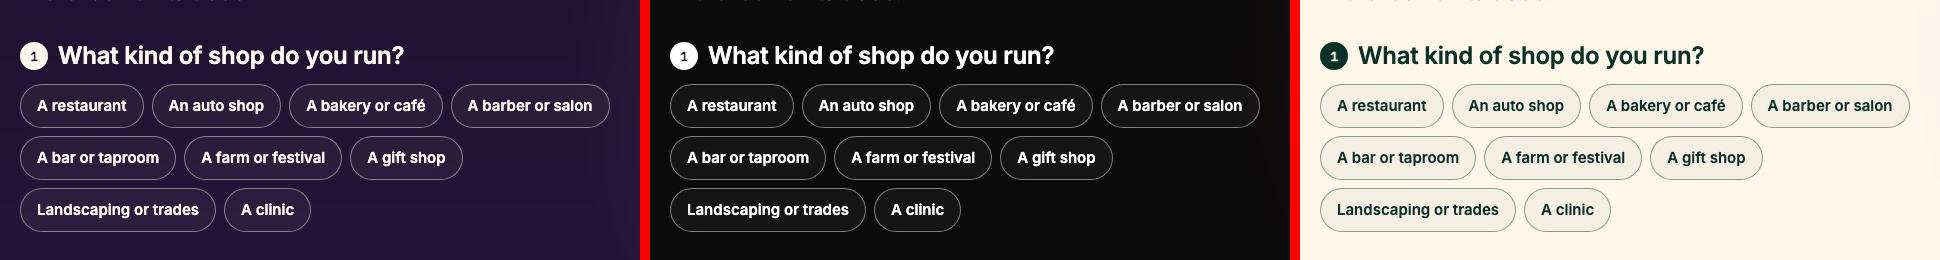 1 What kind of shop do you run?
A restaurant An auto shop A bakery or café A barber or salon
A bar or taproom A farm or festival A gift shop
Landscaping or trades A clinic
1 What kind of shop do you run?
A restaurant An auto shop A bakery or café A barber or salon
A bar or taproom A farm or festival A gift shop
Landscaping or trades A clinic
1 What kind of shop do you run?
A restaurant An auto shop A bakery or café A barber or salon
A bar or taproom A farm or festival A gift shop
Landscaping or trades A clinic